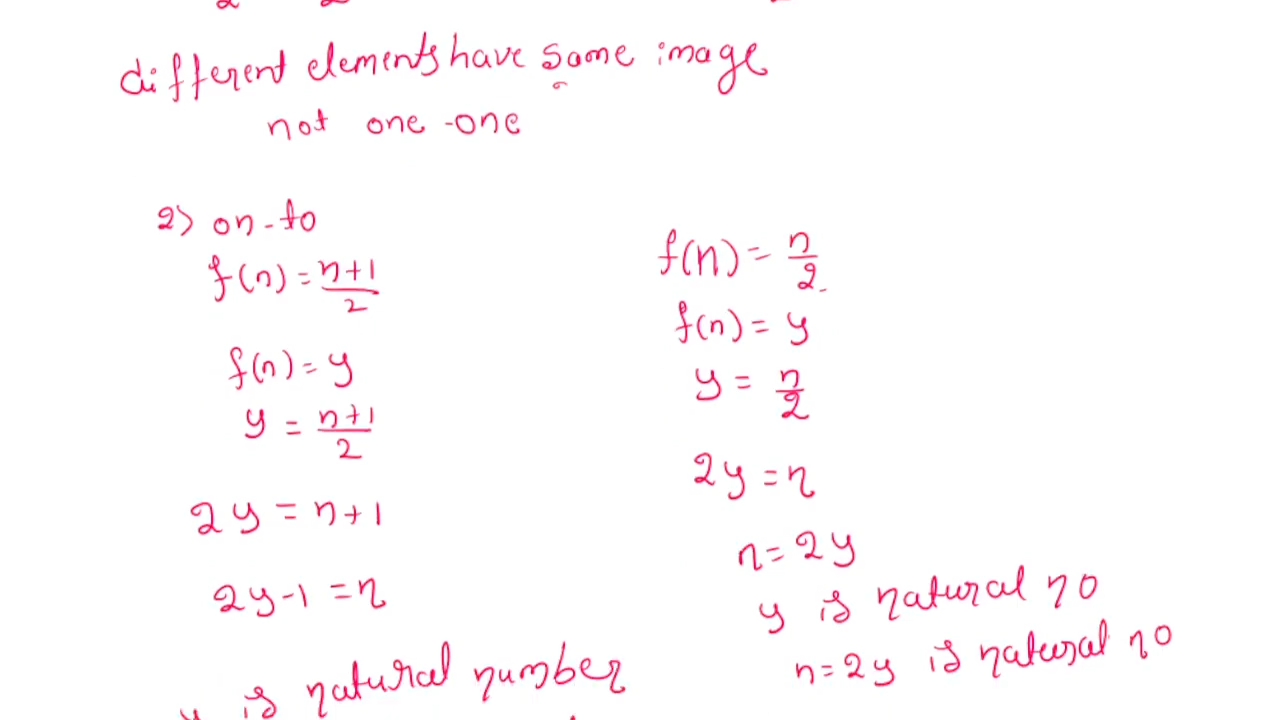 different elements have same image
not one-one
2) on-to
f(n) = n+1/2
f(n) = y
y = n+1/2
2y = n+1
2y-1 = n
is natural number
f(n) = n/2
f(n) = y
y = n/2
2y = n
n = 2y
y is natural no
n = 2y is natural no